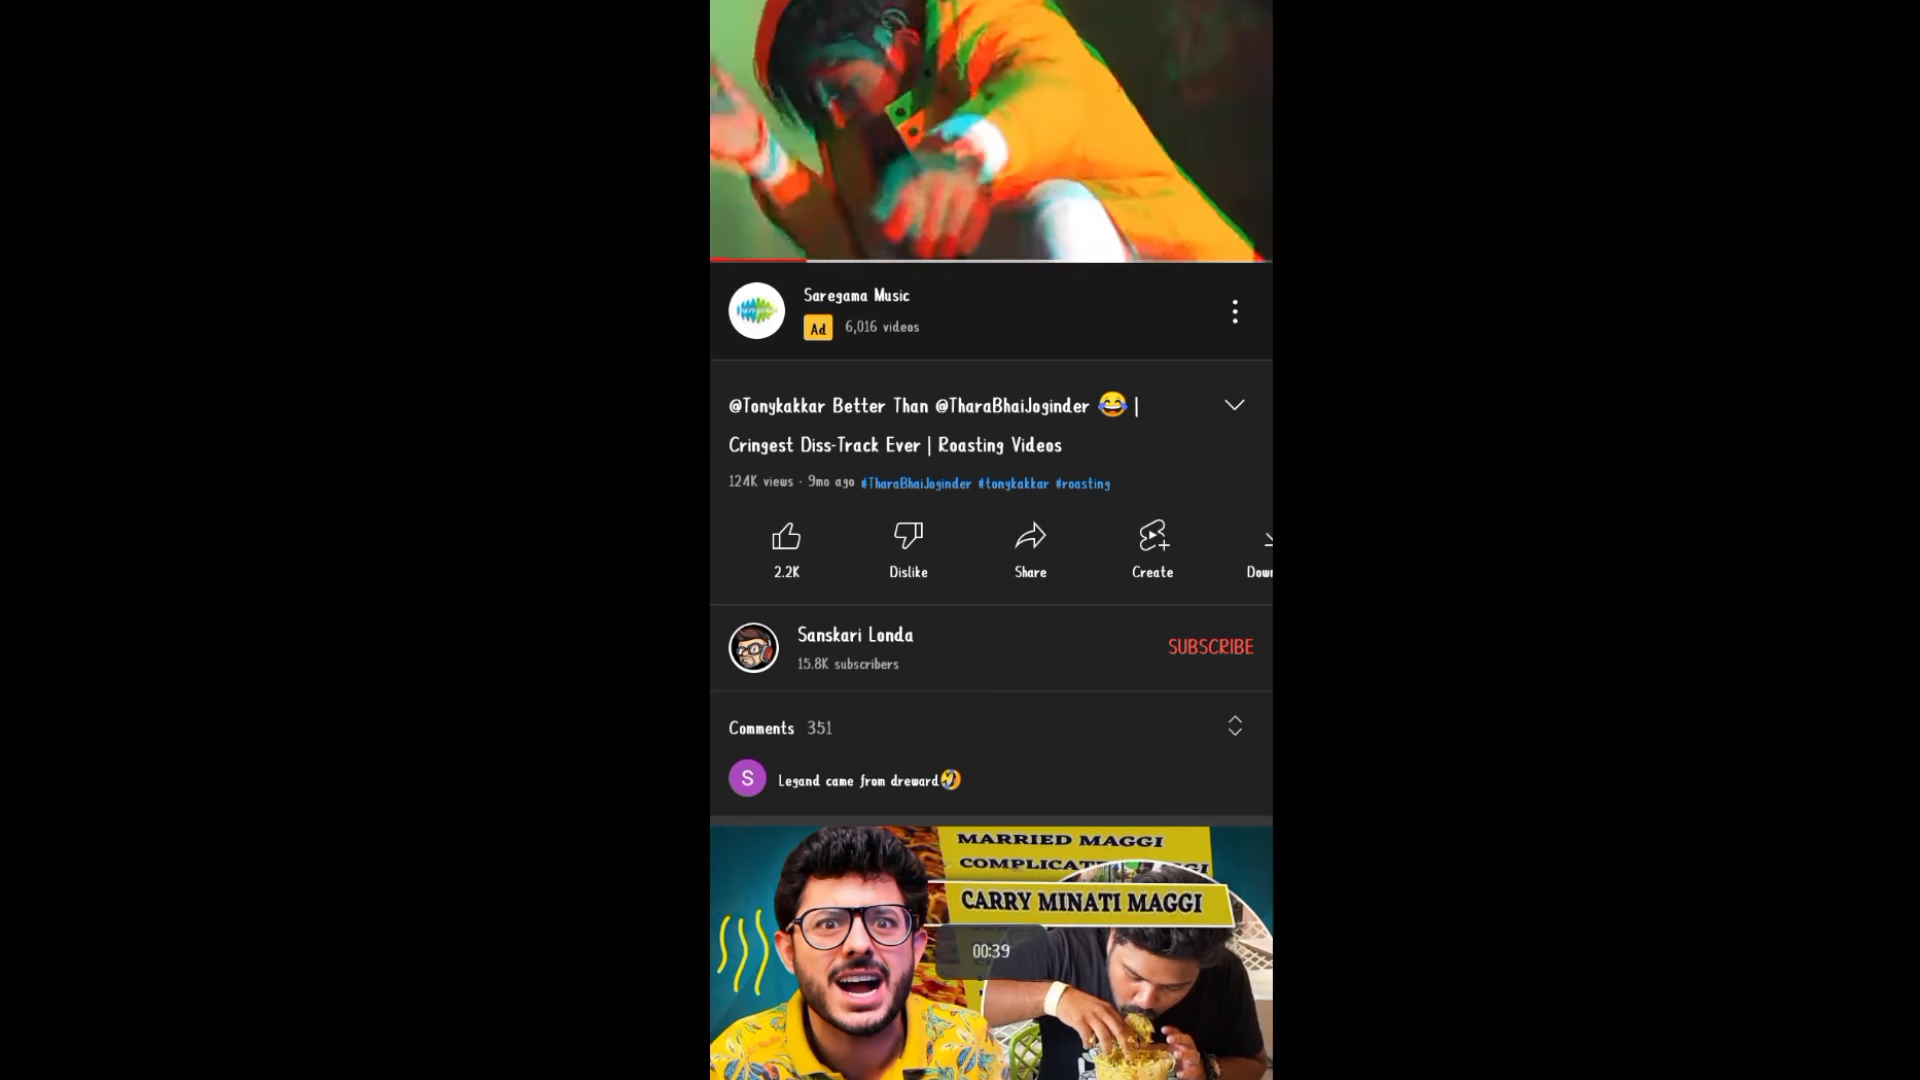 Saregama Music
Ad 6,016 videos
@Tonykakkar Better Than @TharaBhaiJoginder 😂 |
Cringest Diss-Track Ever | Roasting Videos
124K views · 9mo ago #TharaBhaiJoginder #tonykakkar #roasting
2.2K Dislike Share Create
Sanskari Londa
15.8K subscribers
SUBSCRIBE
Comments 351
S Legand came from dreward🤣
MARRIED MAGGI
CARRY MINATI MAGGI
00:39